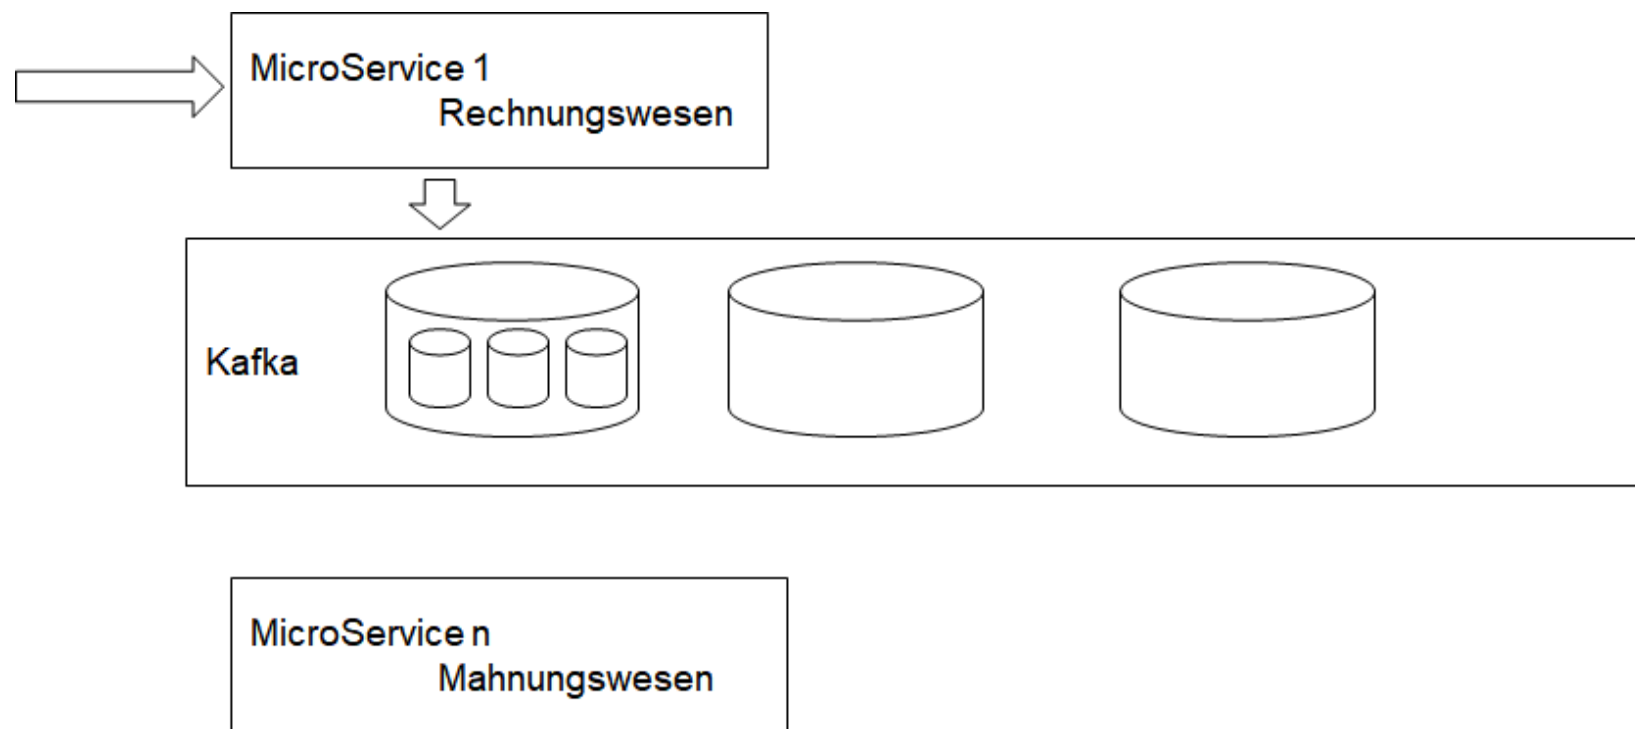 MicroService 1
Rechnungswesen
Kafka
MicroService n
Mahnungswesen